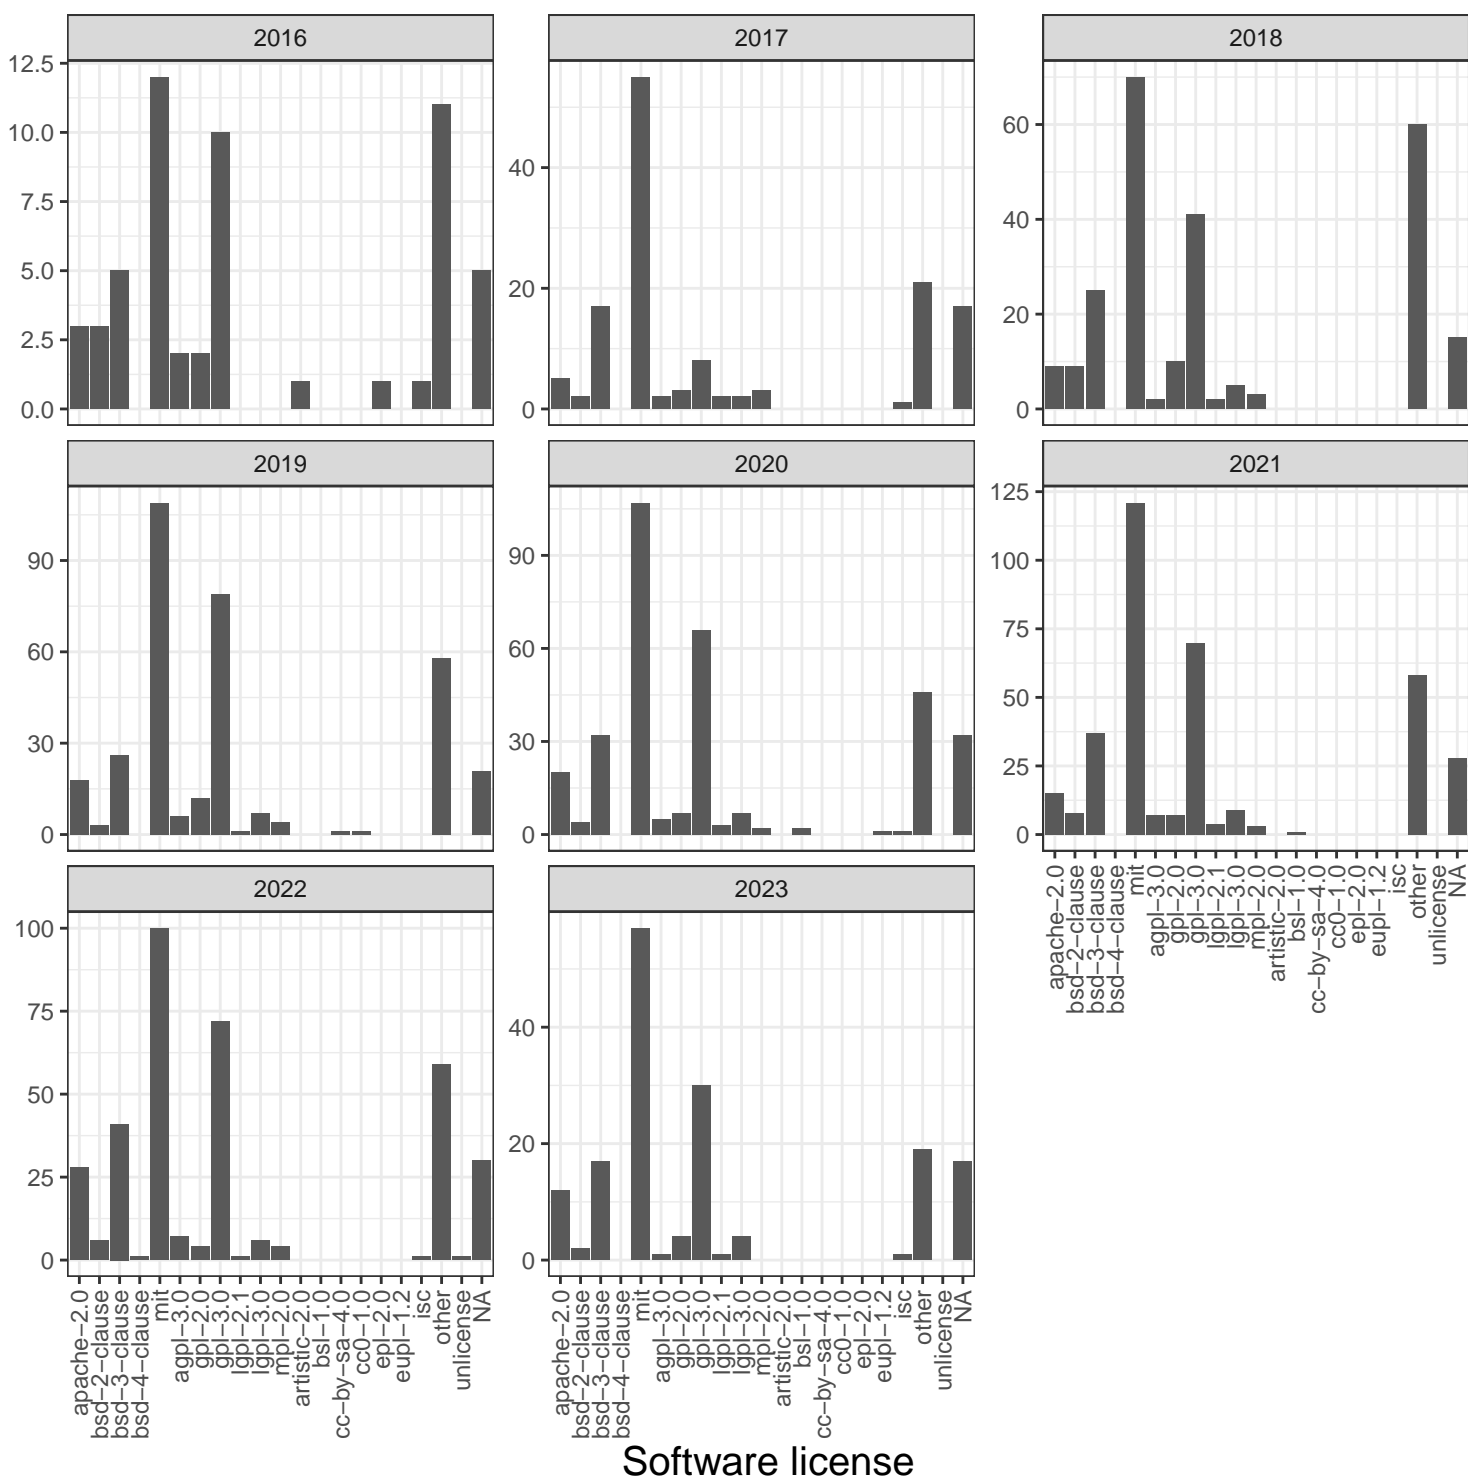 2016
2017
2018
12.5
10.0
7.5
5.0
2.5
0.0
40
20
0
60
40
20
0
2019
2020
2021
90
60
30
0
90
60
30
0
125
100
75
50
25
0
apache−2.0
bsd−2−clause
bsd−3−clause
bsd−4−clause
mit
agpl−3.0
gpl−2.0
gpl−3.0
lgpl−2.1
lgpl−3.0
mpl−2.0
artistic−2.0
bsl−1.0
cc−by−sa−4.0
cc0−1.0
epl−2.0
eupl−1.2
isc
other
unlicense
NA
2022
2023
100
75
50
25
0
40
20
0
apache−2.0
bsd−2−clause
bsd−3−clause
bsd−4−clause
mit
agpl−3.0
gpl−2.0
gpl−3.0
lgpl−2.1
lgpl−3.0
mpl−2.0
artistic−2.0
bsl−1.0
cc−by−sa−4.0
cc0−1.0
epl−2.0
eupl−1.2
isc
other
unlicense
NA
apache−2.0
bsd−2−clause
bsd−3−clause
bsd−4−clause
mit
agpl−3.0
gpl−2.0
gpl−3.0
lgpl−2.1
lgpl−3.0
mpl−2.0
artistic−2.0
bsl−1.0
cc−by−sa−4.0
cc0−1.0
epl−2.0
eupl−1.2
isc
other
unlicense
NA
Software license